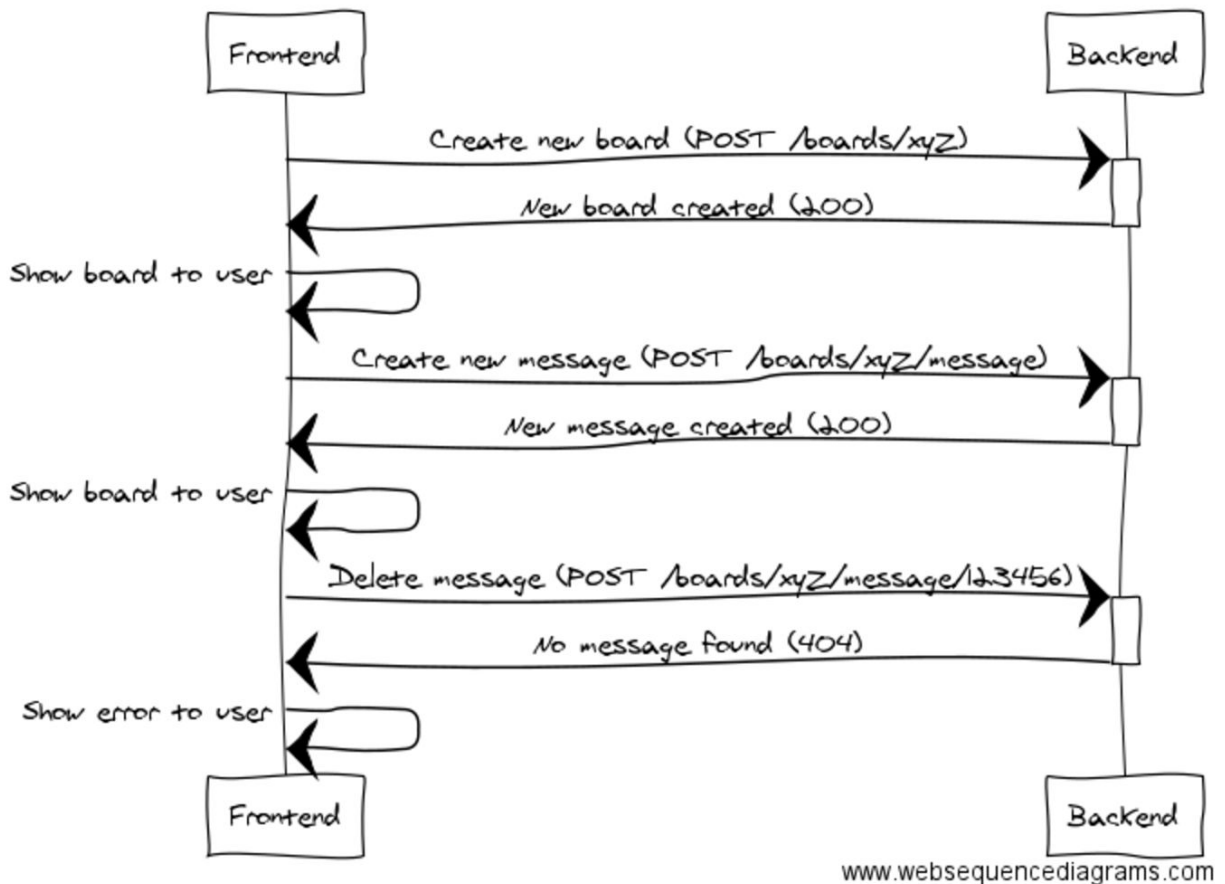 Frontend
Backend
Create new board (POST /boards/xyZ)
New board created (200)
Show board to user
Create new message (POST /boards/xyZ/message)
New message created (200)
Show board to user
Delete message (POST /boards/xyZ/message/123456)
No message found (404)
Show error to user
Frontend
Backend
www.websequencediagrams.com